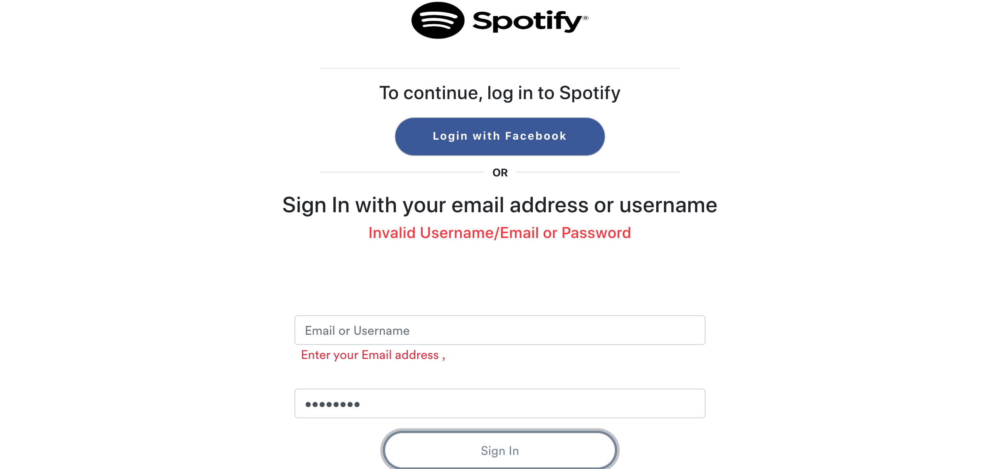 Spotify®
To continue, log in to Spotify
Login with Facebook
OR
Sign In with your email address or username
Invalid Username/Email or Password
Email or Username
Enter your Email address ,
••••••••
Sign In